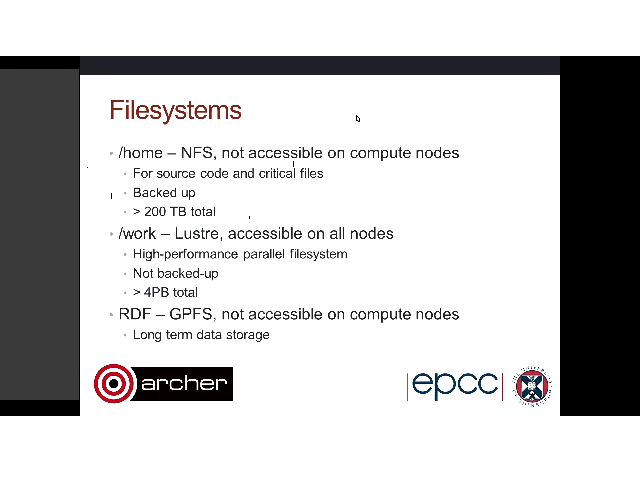 Filesystems
• /home – NFS, not accessible on compute nodes
• For source code and critical files
• Backed up
• > 200 TB total
• /work – Lustre, accessible on all nodes
• High-performance parallel filesystem
• Not backed-up
• > 4PB total
• RDF – GPFS, not accessible on compute nodes
• Long term data storage
archer
epcc